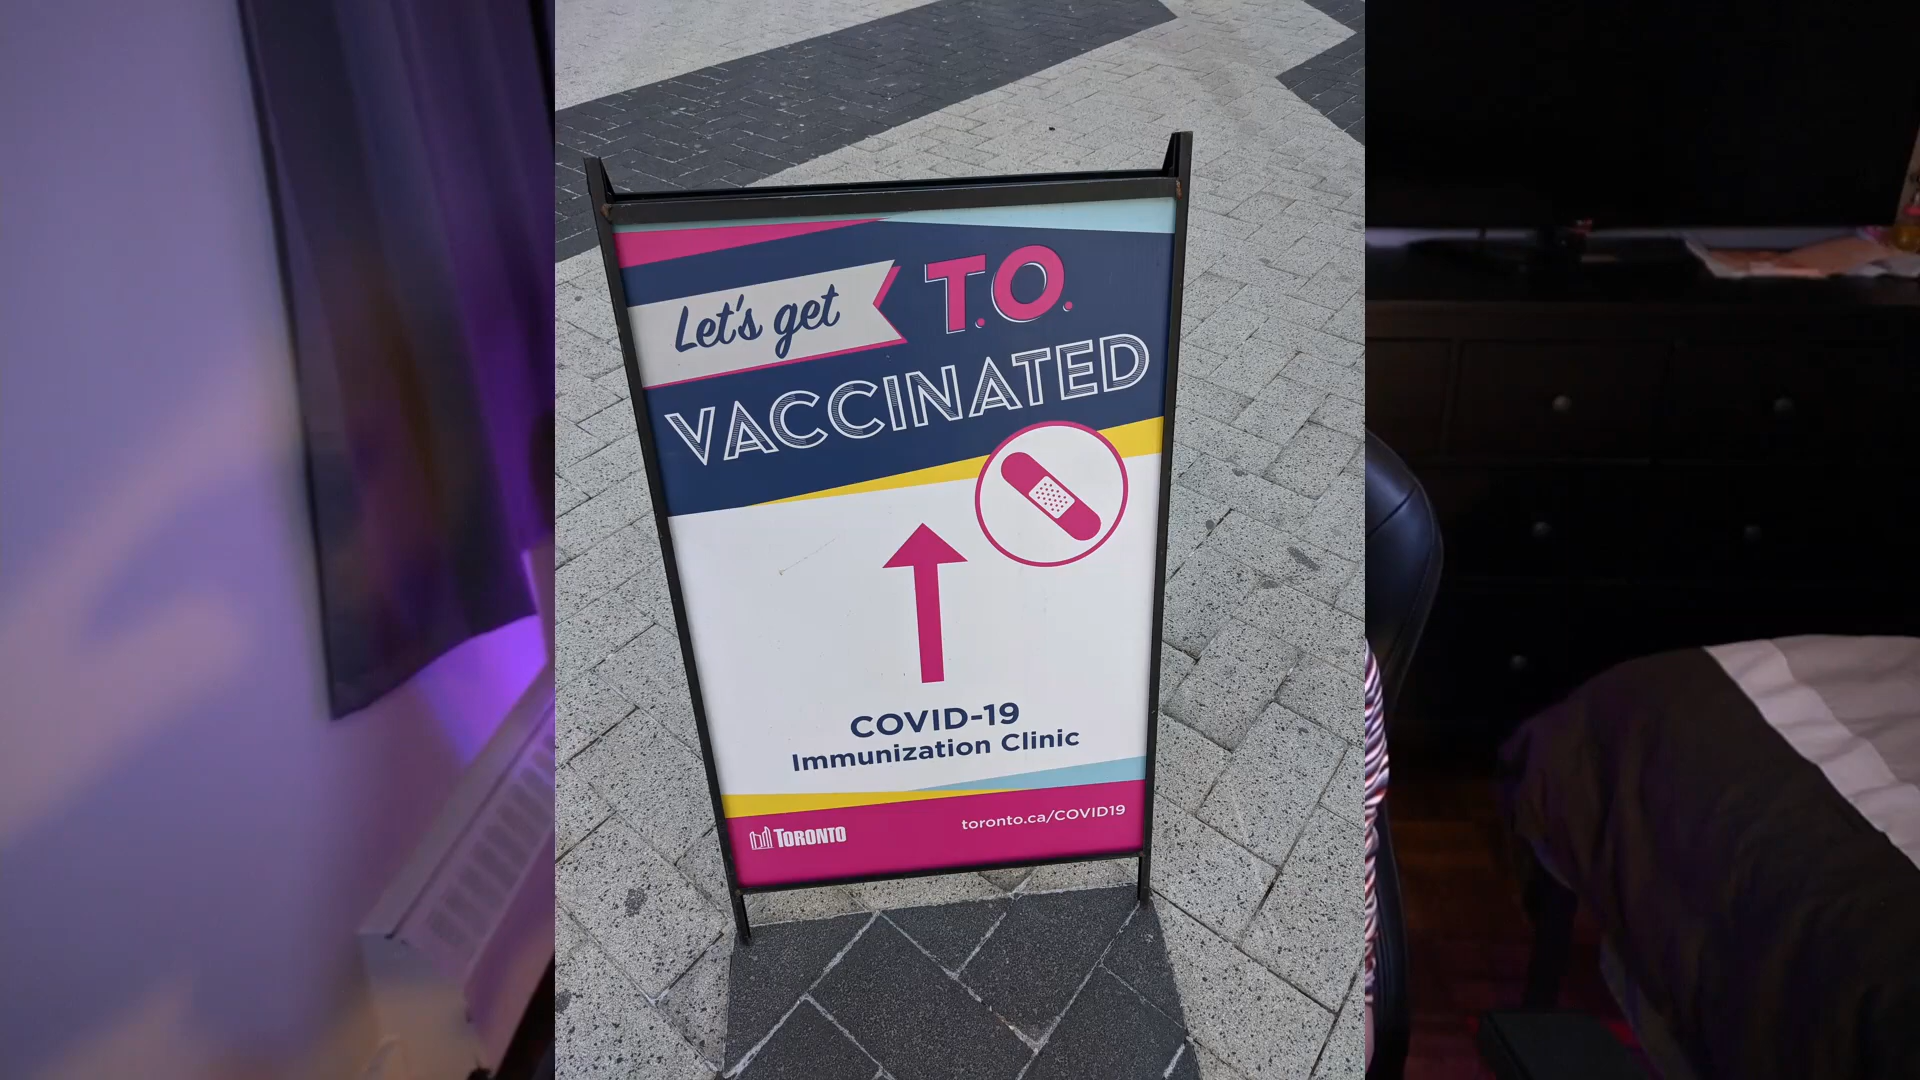 Let's get T.O.
VACCINATED
COVID-19
Immunization Clinic
TORONTO
toronto.ca/COVID19